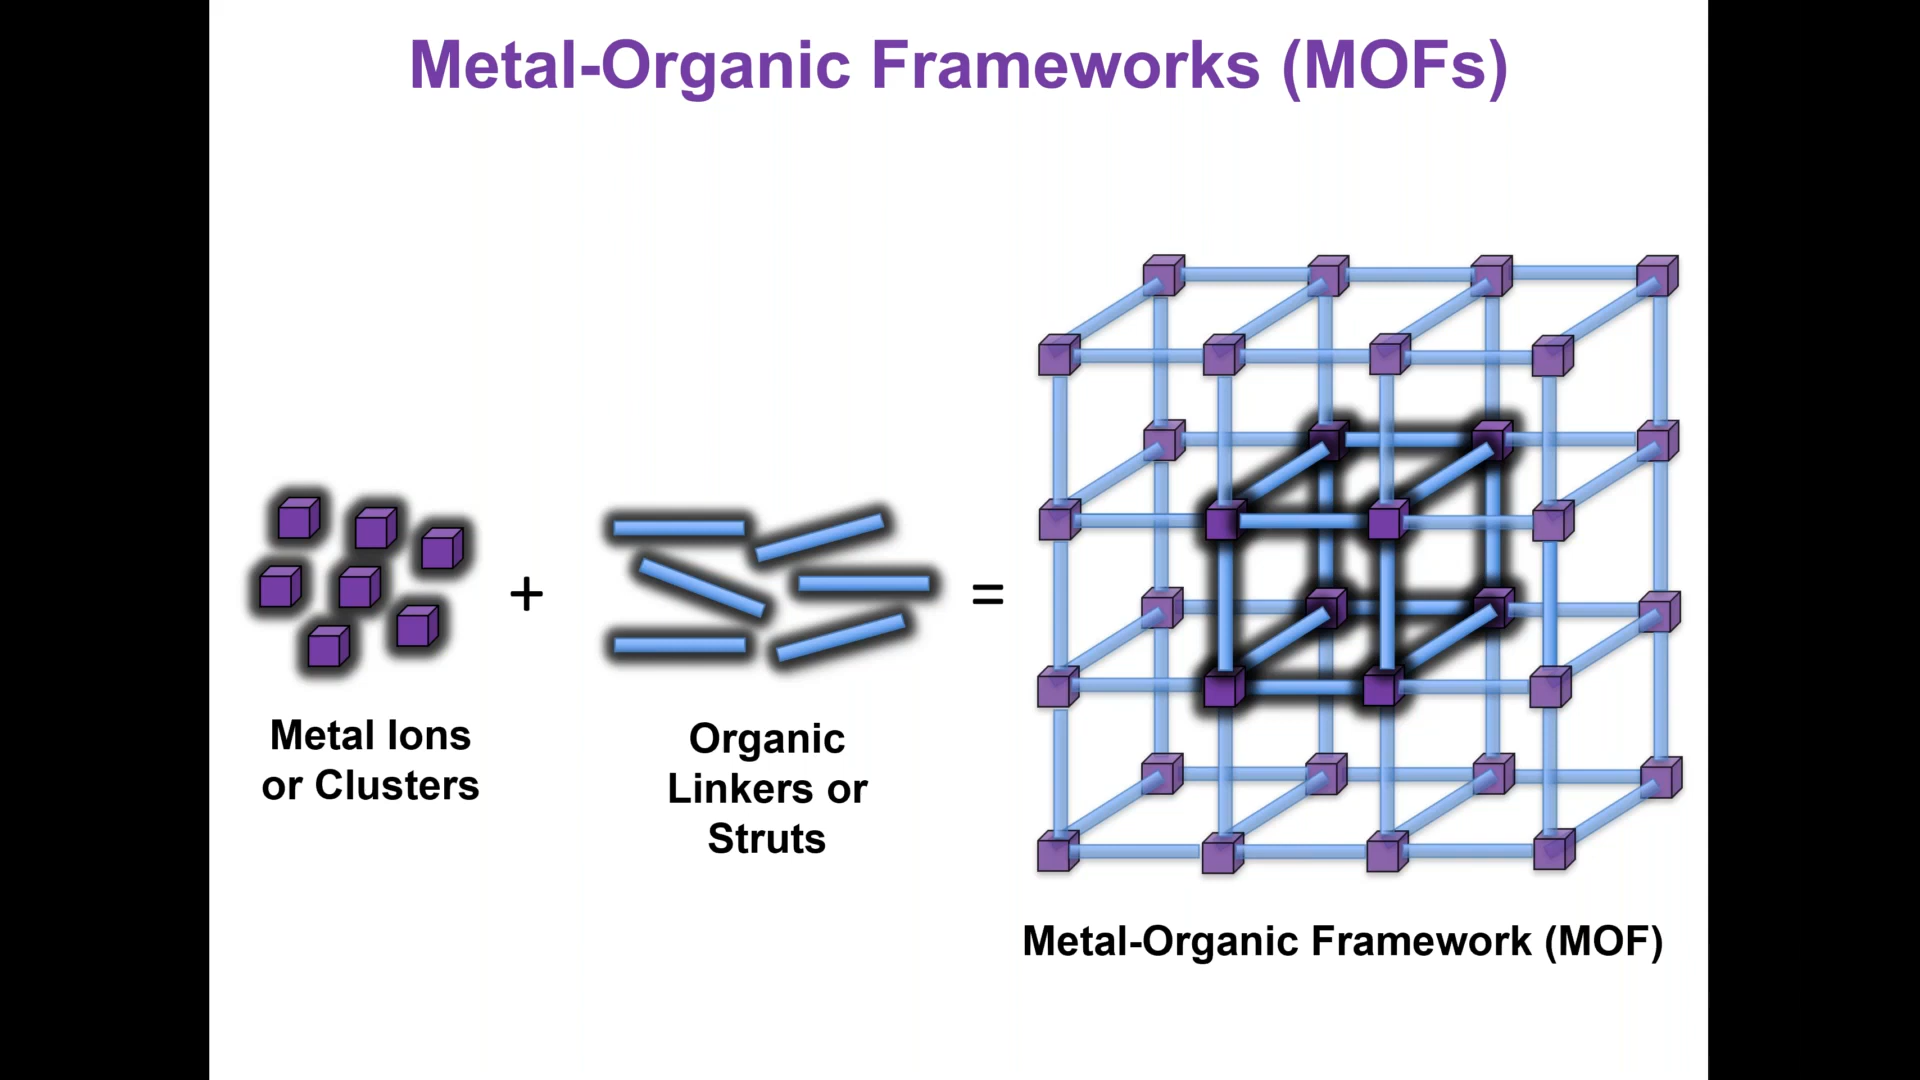 Metal-Organic Frameworks (MOFs)
+
=
Metal Ions
or Clusters
Organic
Linkers or
Struts
Metal-Organic Framework (MOF)